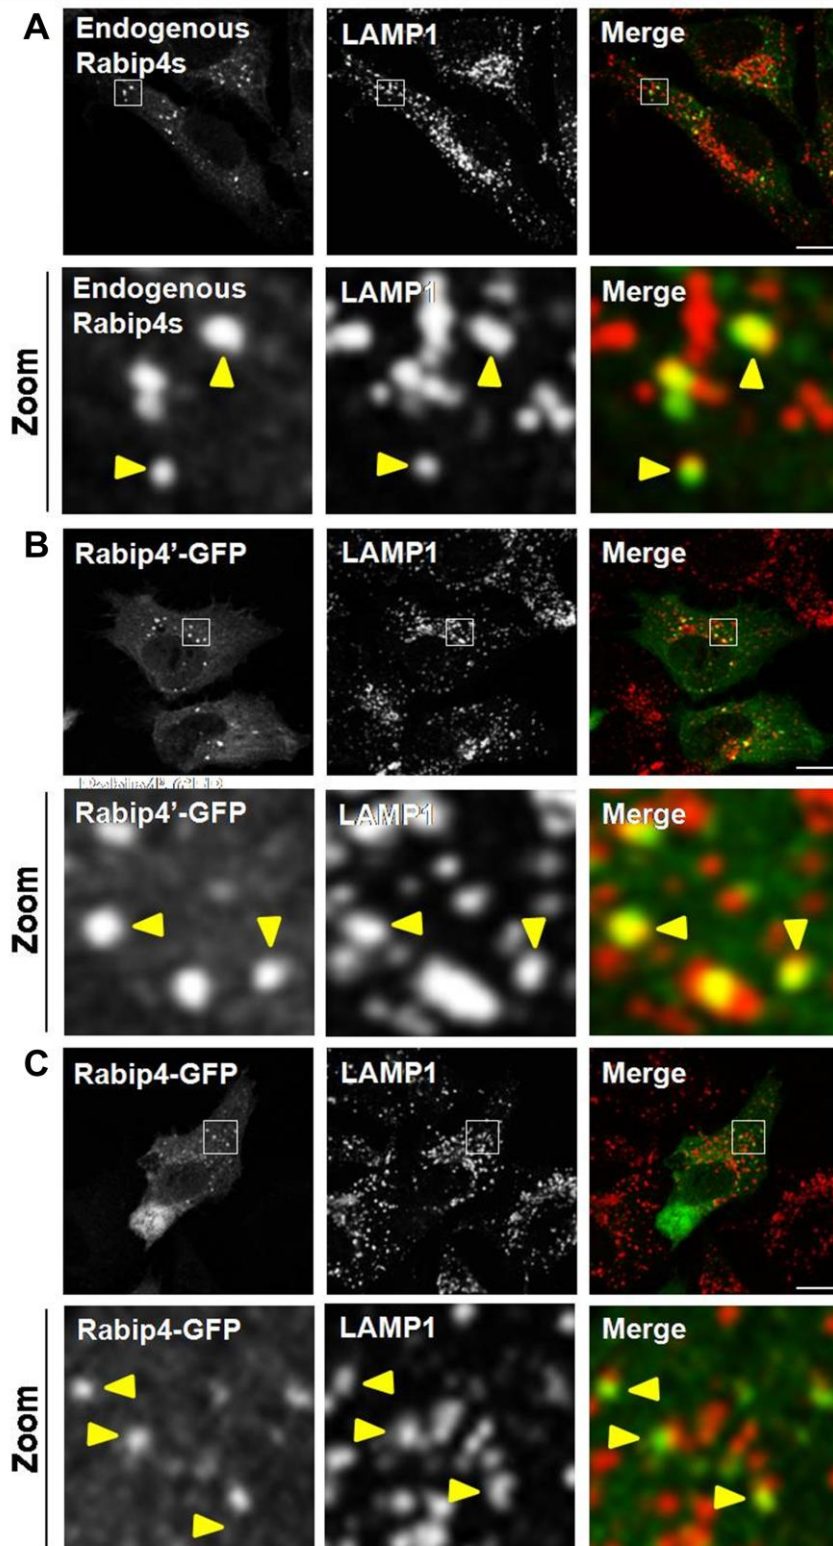 A
Endogenous
Rabip4s
LAMP1
Merge
Zoom
Endogenous
Rabip4s
LAMP1
Merge
B
Rabip4’-GFP
LAMP1
Merge
Zoom
Rabip4’-GFP
LAMP1
Merge
C
Rabip4-GFP
LAMP1
Merge
Zoom
Rabip4-GFP
LAMP1
Merge